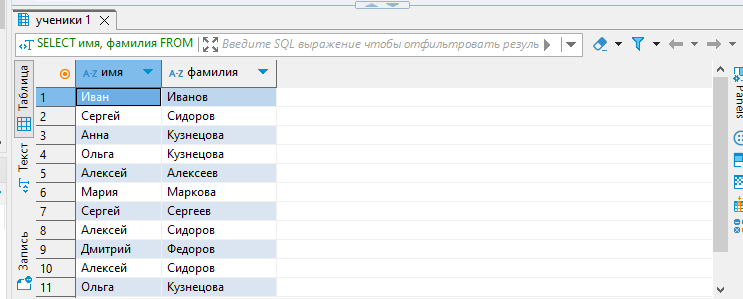 ученики 1
SELECT имя, фамилия FROM Введите SQL выражение чтобы отфильтровать резуль
Таблица
Текст
Запись
A-Z имя A-Z фамилия
1 Иван Иванов
2 Сергей Сидоров
3 Анна Кузнецова
4 Ольга Кузнецова
5 Алексей Алексеев
6 Мария Маркова
7 Сергей Сергеев
8 Алексей Сидоров
9 Дмитрий Федоров
10 Алексей Сидоров
11 Ольга Кузнецова
Panels